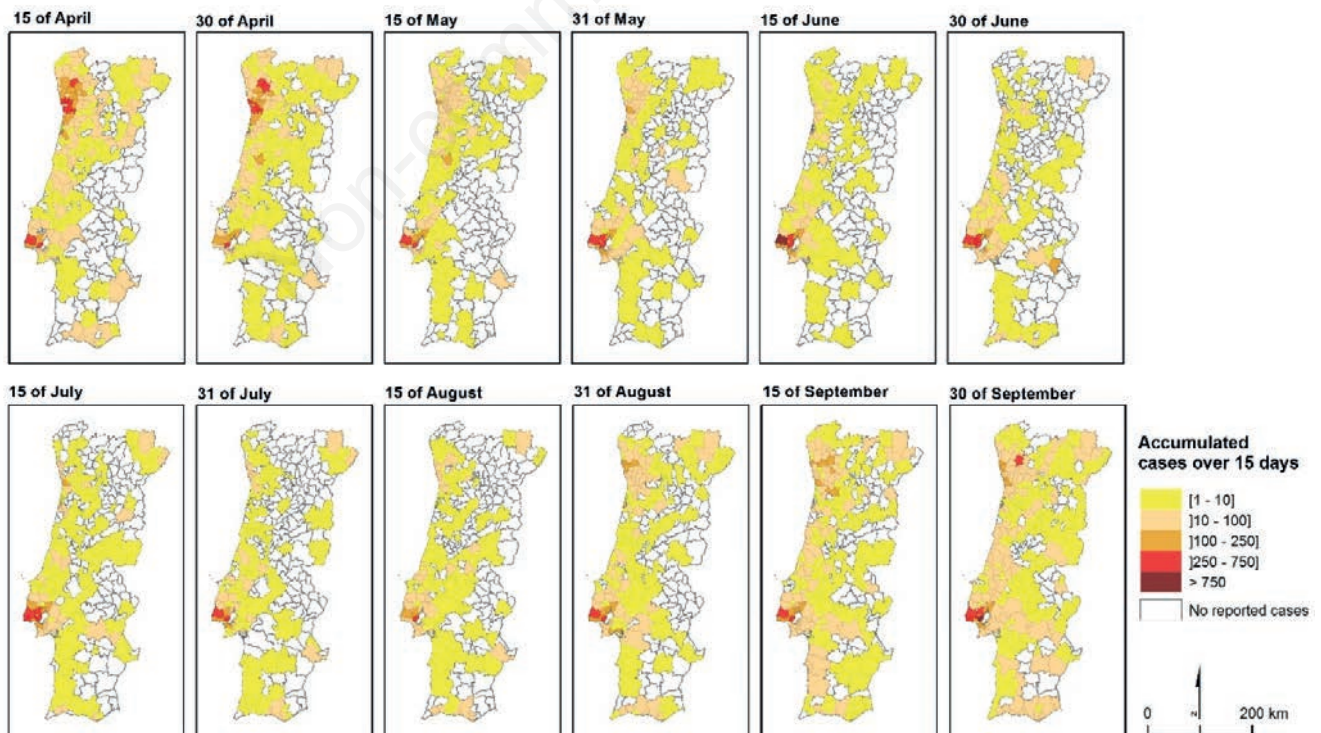 15 of April
30 of April
15 of May
31 of May
15 of June
30 of June
15 of July
31 of July
15 of August
31 of August
15 of September
30 of September
Accumulated
cases over 15 days
[1 - 10]
]10 - 100]
]100 - 250]
]250 - 750]
> 750
No reported cases
N
0 200 km